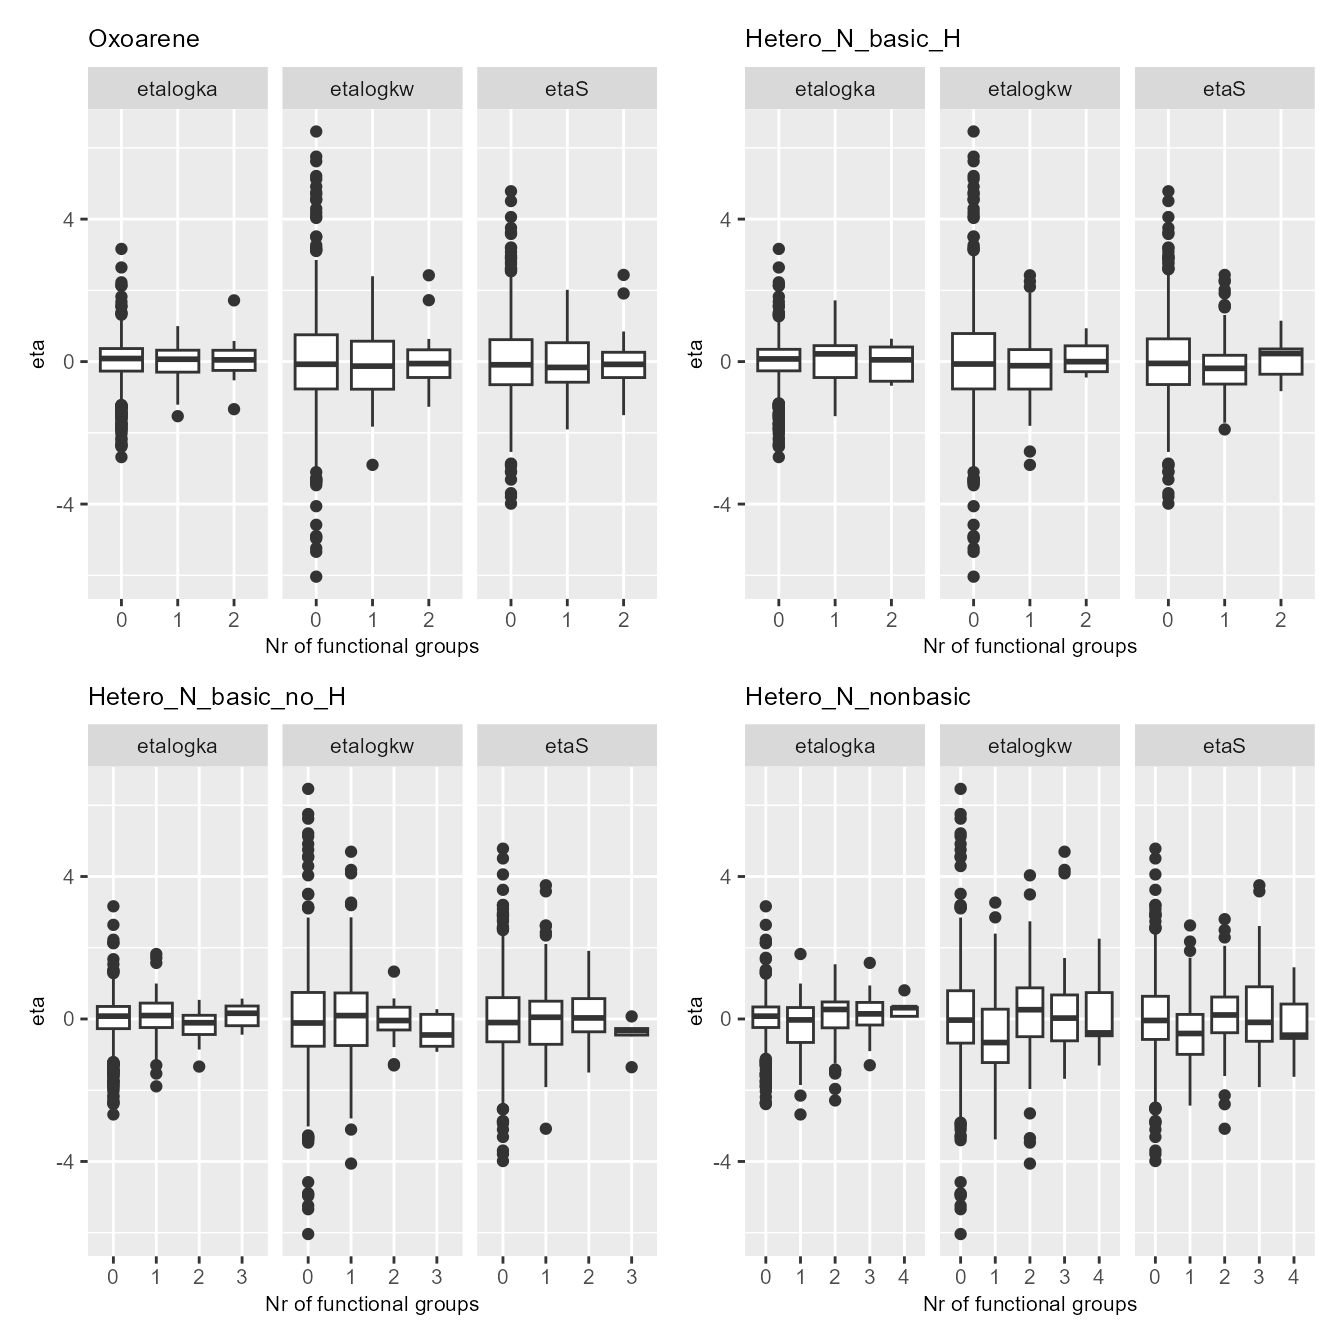 Oxoarene
etalogka etalogkw etaS
eta
4
0
-4
0 1 2 0 1 2 0 1 2
Nr of functional groups
Hetero_N_basic_H
etalogka etalogkw etaS
eta
4
0
-4
0 1 2 0 1 2 0 1 2
Nr of functional groups
Hetero_N_basic_no_H
etalogka etalogkw etaS
eta
4
0
-4
0 1 2 3 0 1 2 3 0 1 2 3
Nr of functional groups
Hetero_N_nonbasic
etalogka etalogkw etaS
eta
4
0
-4
0 1 2 3 4 0 1 2 3 4 0 1 2 3 4
Nr of functional groups